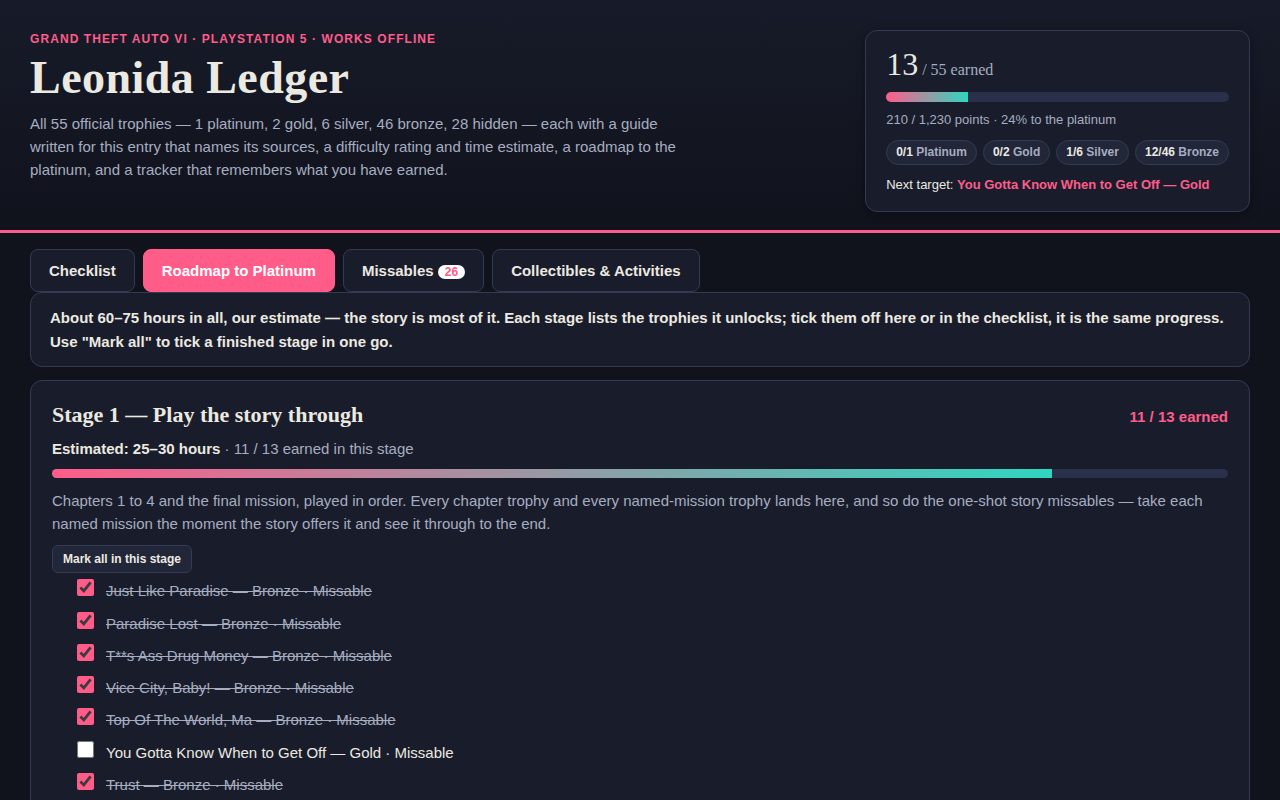 GRAND THEFT AUTO VI · PLAYSTATION 5 · WORKS OFFLINE
Leonida Ledger
All 55 official trophies — 1 platinum, 2 gold, 6 silver, 46 bronze, 28 hidden — each with a guide
written for this entry that names its sources, a difficulty rating and time estimate, a roadmap to the
platinum, and a tracker that remembers what you have earned.
13 / 55 earned
210 / 1,230 points · 24% to the platinum
0/1 Platinum 0/2 Gold 1/6 Silver 12/46 Bronze
Next target: You Gotta Know When to Get Off — Gold
Checklist Roadmap to Platinum Missables 26 Collectibles & Activities
About 60–75 hours in all, our estimate — the story is most of it. Each stage lists the trophies it unlocks; tick them off here or in the checklist, it is the same progress.
Use "Mark all" to tick a finished stage in one go.
Stage 1 — Play the story through
11 / 13 earned
Estimated: 25–30 hours · 11 / 13 earned in this stage
Chapters 1 to 4 and the final mission, played in order. Every chapter trophy and every named-mission trophy lands here, and so do the one-shot story missables — take each
named mission the moment the story offers it and see it through to the end.
Mark all in this stage
Just Like Paradise — Bronze · Missable
Paradise Lost — Bronze · Missable
T**s Ass Drug Money — Bronze · Missable
Vice City, Baby! — Bronze · Missable
Top Of The World, Ma — Bronze · Missable
You Gotta Know When to Get Off — Gold · Missable
Trust — Bronze · Missable